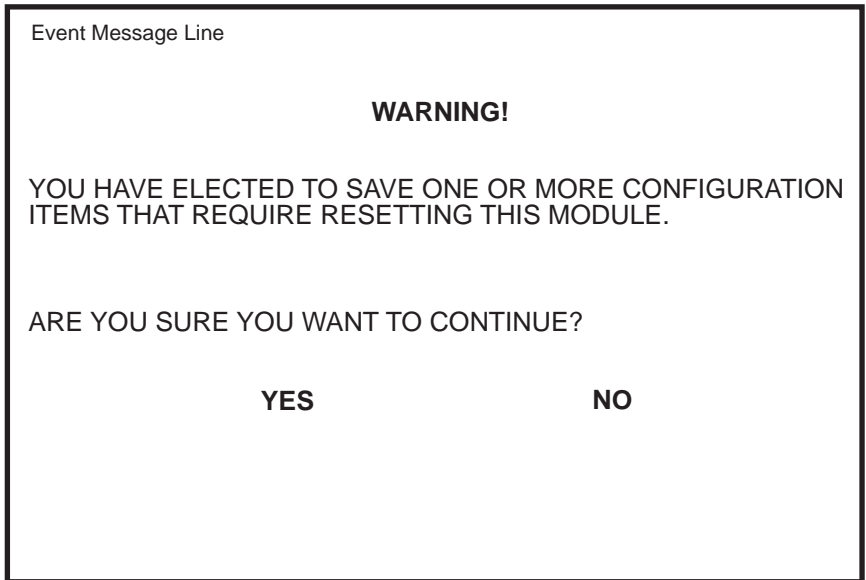 Event Message Line
WARNING!
YOU HAVE ELECTED TO SAVE ONE OR MORE CONFIGURATION
ITEMS THAT REQUIRE RESETTING THIS MODULE.
ARE YOU SURE YOU WANT TO CONTINUE?
YES NO